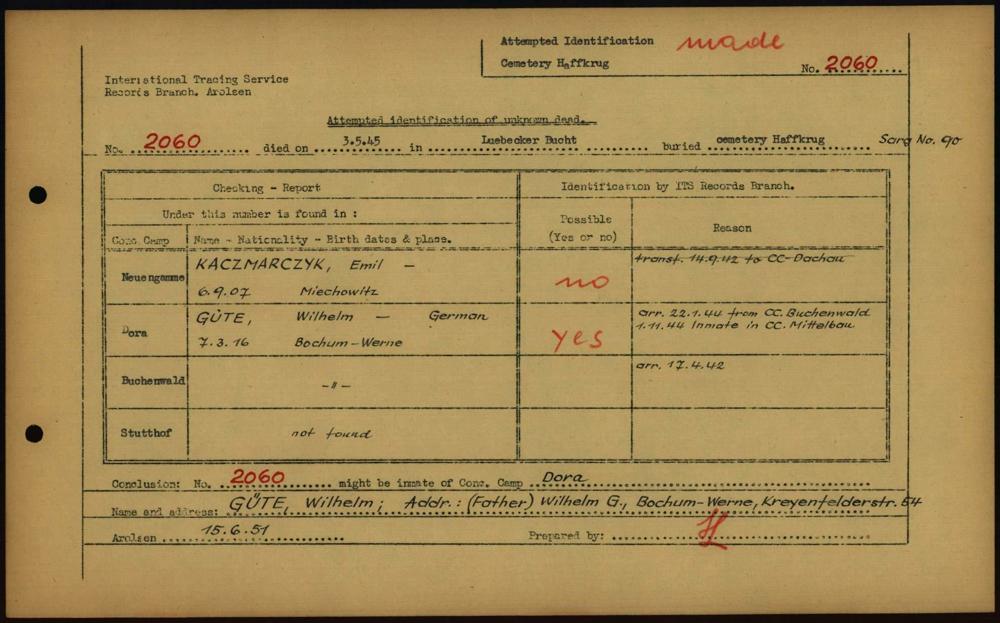 Attempted Identification made
Cemetery Haffkrug
No. 2060
International Tracing Service
Records Branch. Arolsen
Attempted identification of unknown dead.
No. 2060 died on 3.5.45 in Luebecker Bucht buried cemetery Haffkrug Sarg No. 90
Checking - Report
Identification by ITS Records Branch.
Under this number is found in :
Possible
(Yes or no)
Reason
Conc Camp
Name - Nationality - Birth dates & place.
Neuengamme
KACZMARCZYK, Emil -
6.9.07 Miechowitz
no
transf. 14.9.42 to CC-Dachau
Dora
GÜTE, Wilhelm - German
7.3.16 Bochum-Werne
yes
arr. 22.1.44 from CC. Buchenwald
1.11.44 Inmate in CC. Mittelbau
Buchenwald
-"-
arr. 17.4.42
Stutthof
not found
Conclusion: No. 2060 might be inmate of Conc. Camp Dora
Name and address: GÜTE, Wilhelm; Addr.: (Father) Wilhelm G., Bochum-Werne, Kreyenfelderstr. 54
Arolsen 15.6.51
Prepared by: